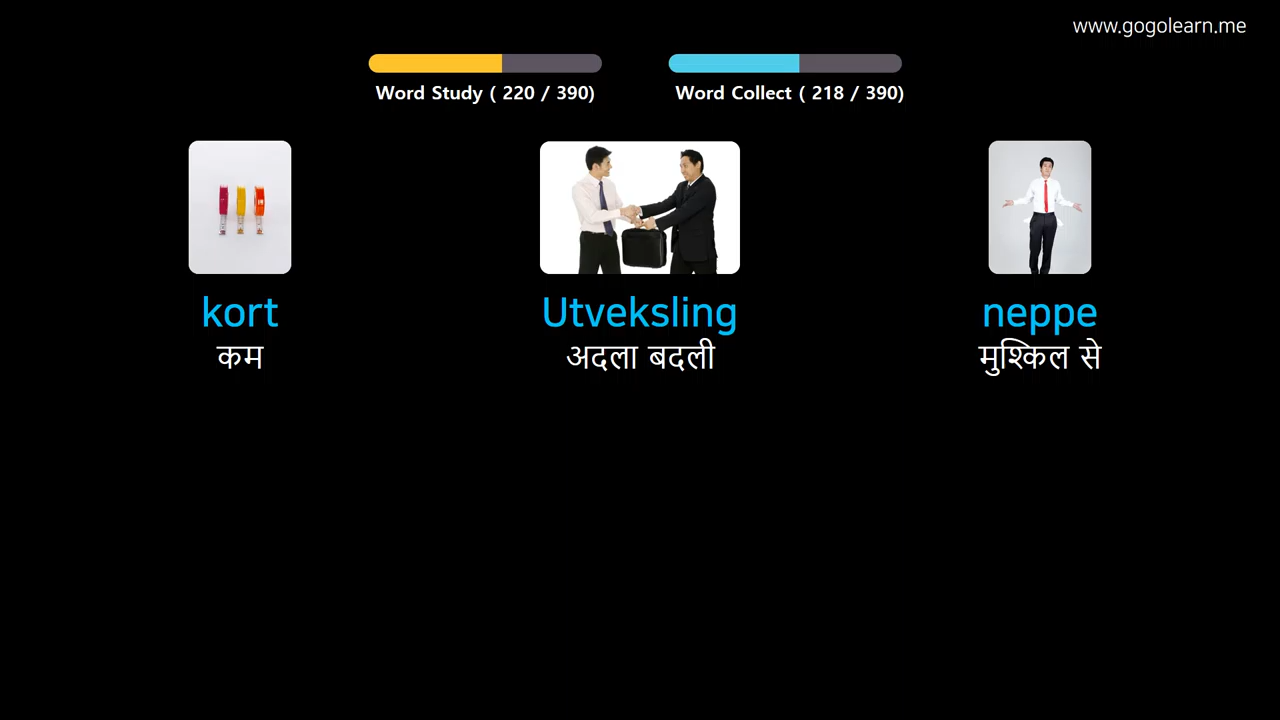 www.gogolearn.me
Word Study ( 220 / 390)
Word Collect ( 218 / 390)
kort
कम
Utveksling
अदला बदली
neppe
मुश्किल से